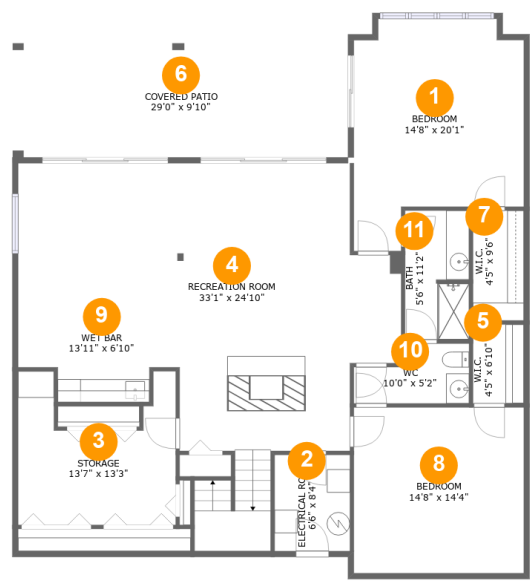 6
COVERED PATIO
29'0" x 9'10"
1
BEDROOM
14'8" x 20'1"
11
BATH
5'6" x 11'2"
7
W.I.C.
4'5" x 9'6"
4
RECREATION ROOM
33'1" x 24'10"
9
WET BAR
13'11" x 6'10"
5
W.I.C.
4'5" x 6'10"
10
WC
10'0" x 5'2"
3
STORAGE
13'7" x 13'3"
2
ELECTRICAL
6'6" x 8'4"
8
BEDROOM
14'8" x 14'4"